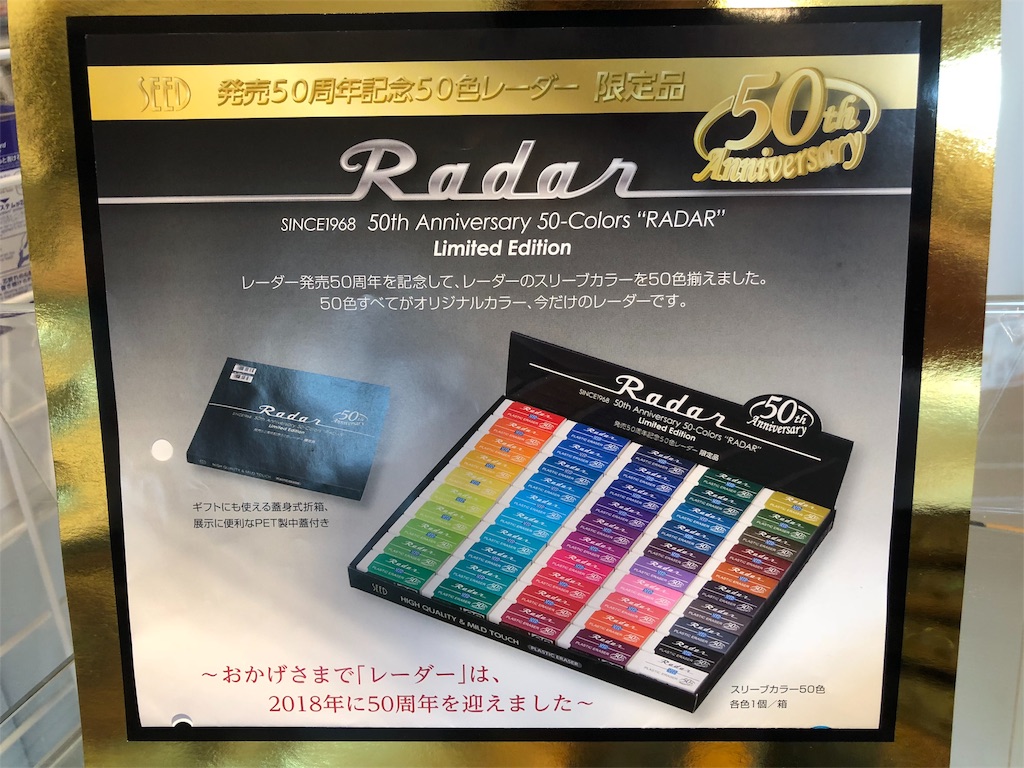 SEED 発売50周年記念50色レーダー 限定品
50th
Anniversary
Radar
SINCE1968 50th Anniversary 50-Colors “RADAR”
Limited Edition
レーダー発売50周年を記念して、レーダーのスリーブカラーを50色揃えました。
50色すべてがオリジナルカラー、今だけのレーダーです。
Radar
50th
Anniversary
Limited Edition
ギフトにも使える蓋身式折箱、
展示に便利なPET製中蓋付き
Radar
SINCE1968 50th Anniversary 50-Colors “RADAR”
Limited Edition
発売50周年記念50色レーダー 限定品
50th
Anniversary
Radar
PLASTIC ERASER
SEED HIGH QUALITY & MILD TOUCH
PLASTIC ERASER
～おかげさまで「レーダー」は、
2018年に50周年を迎えました～
スリーブカラー50色
各色1個／箱